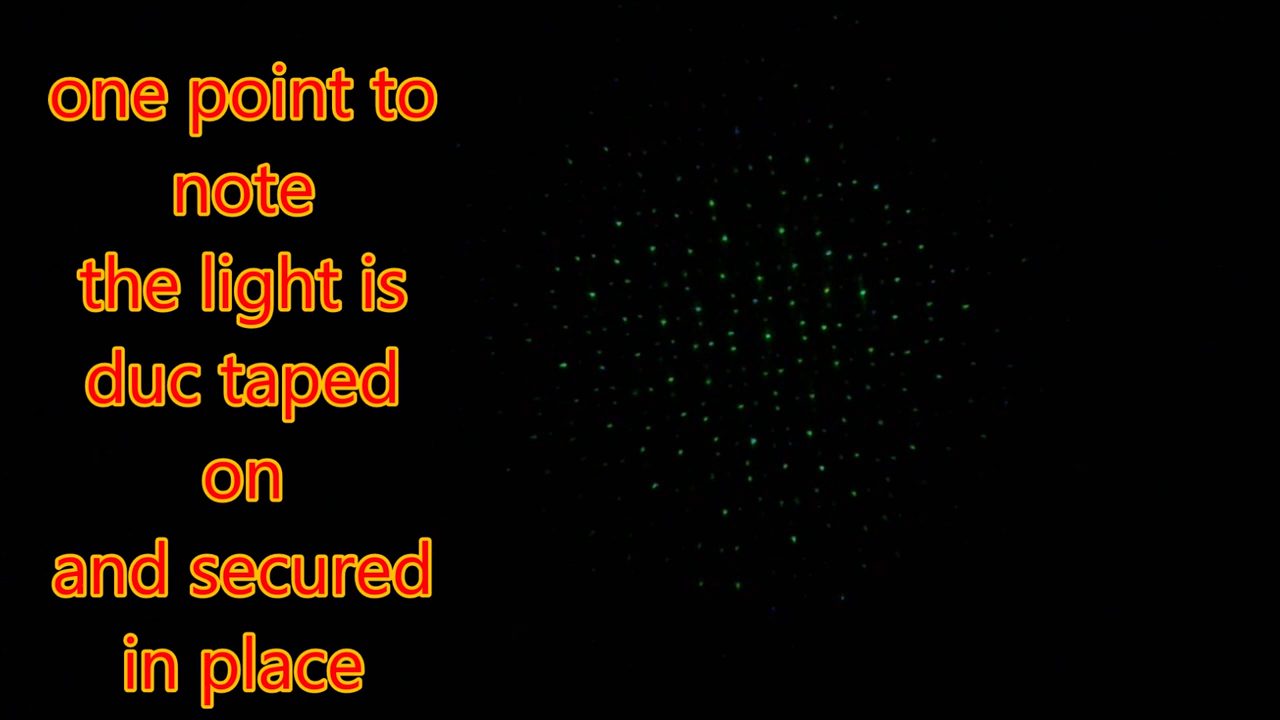 one point to
note
the light is
duc taped
on
and secured
in place